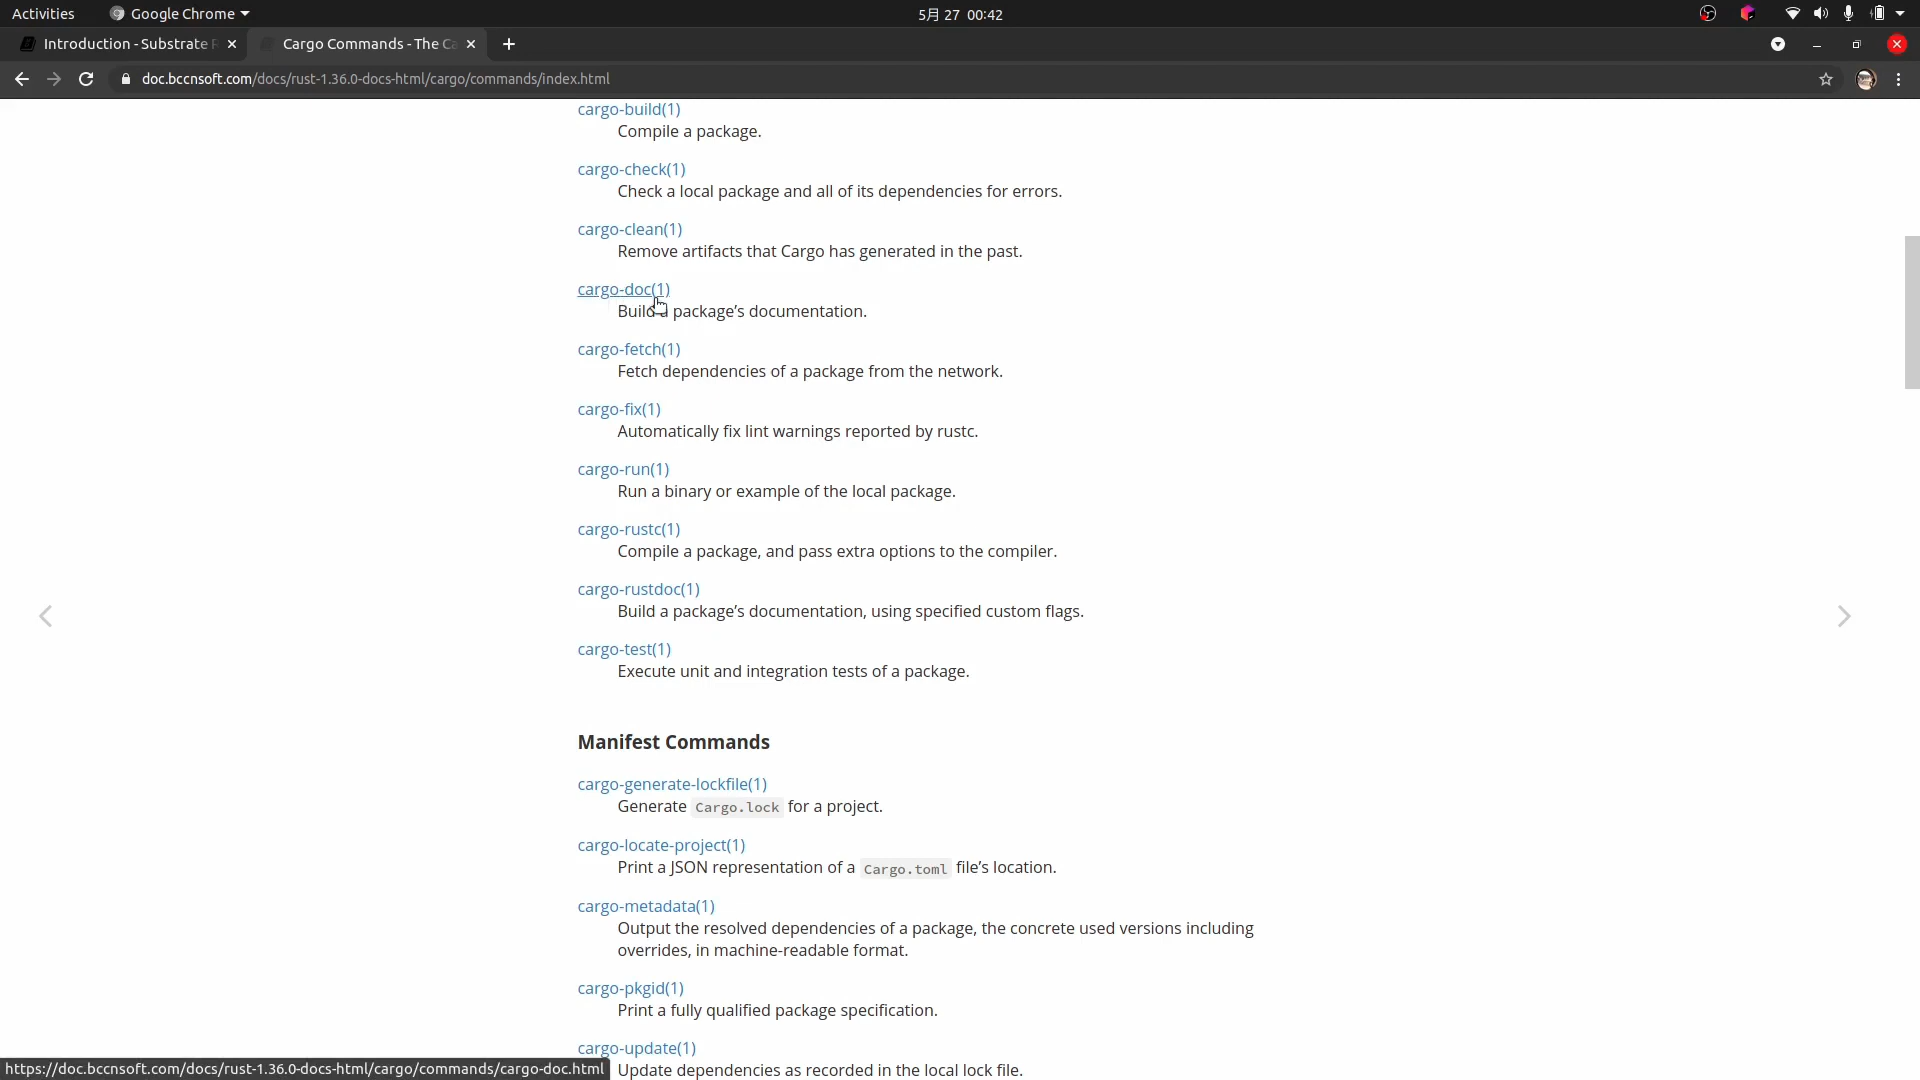 Activities
Google Chrome
5月 27 00:42
Introduction - Substrate
Cargo Commands - The Ca
doc.bccnsoft.com/docs/rust-1.36.0-docs-html/cargo/commands/index.html
cargo-build(1)
Compile a package.
cargo-check(1)
Check a local package and all of its dependencies for errors.
cargo-clean(1)
Remove artifacts that Cargo has generated in the past.
cargo-doc(1)
Build a package’s documentation.
cargo-fetch(1)
Fetch dependencies of a package from the network.
cargo-fix(1)
Automatically fix lint warnings reported by rustc.
cargo-run(1)
Run a binary or example of the local package.
cargo-rustc(1)
Compile a package, and pass extra options to the compiler.
cargo-rustdoc(1)
Build a package’s documentation, using specified custom flags.
cargo-test(1)
Execute unit and integration tests of a package.
Manifest Commands
cargo-generate-lockfile(1)
Generate Cargo.lock for a project.
cargo-locate-project(1)
Print a JSON representation of a Cargo.toml file’s location.
cargo-metadata(1)
Output the resolved dependencies of a package, the concrete used versions including
overrides, in machine-readable format.
cargo-pkgid(1)
Print a fully qualified package specification.
cargo-update(1)
Update dependencies as recorded in the local lock file.
https://doc.bccnsoft.com/docs/rust-1.36.0-docs-html/cargo/commands/cargo-doc.html